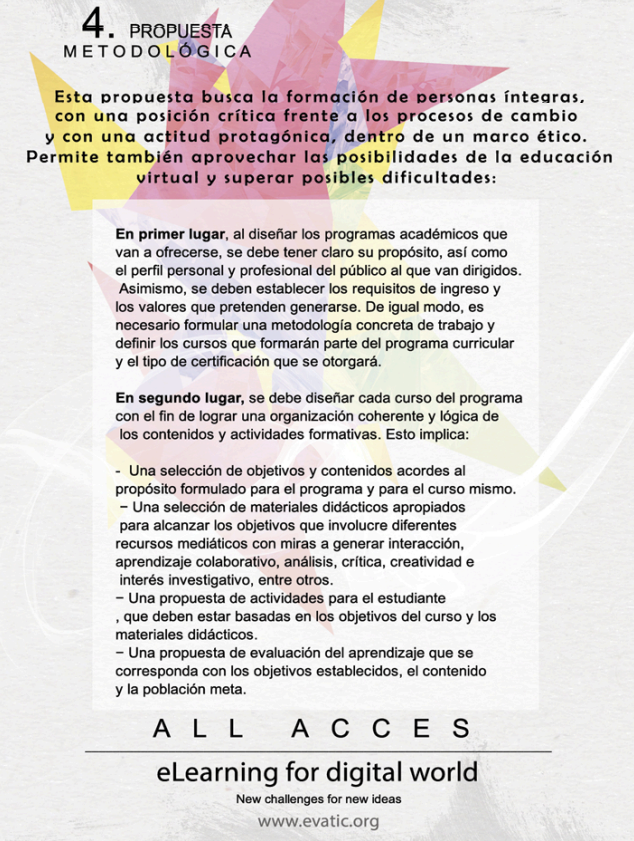 4. PROPUESTA
METODOLÓGICA
Esta propuesta busca la formación de personas íntegras,
con una posición crítica frente a los procesos de cambio
y con una actitud protagónica, dentro de un marco ético.
Permite también aprovechar las posibilidades de la educación
virtual y superar posibles dificultades:
En primer lugar, al diseñar los programas académicos que
van a ofrecerse, se debe tener claro su propósito, así como
el perfil personal y profesional del público al que van dirigidos.
Asimismo, se deben establecer los requisitos de ingreso y
los valores que pretenden generarse. De igual modo, es
necesario formular una metodología concreta de trabajo y
definir los cursos que formarán parte del programa curricular
y el tipo de certificación que se otorgará.
En segundo lugar, se debe diseñar cada curso del programa
con el fin de lograr una organización coherente y lógica de
los contenidos y actividades formativas. Esto implica:
- Una selección de objetivos y contenidos acordes al
propósito formulado para el programa y para el curso mismo.
− Una selección de materiales didácticos apropiados
para alcanzar los objetivos que involucre diferentes
recursos mediáticos con miras a generar interacción,
aprendizaje colaborativo, análisis, crítica, creatividad e
interés investigativo, entre otros.
− Una propuesta de actividades para el estudiante
, que deben estar basadas en los objetivos del curso y los
materiales didácticos.
− Una propuesta de evaluación del aprendizaje que se
corresponda con los objetivos establecidos, el contenido
y la población meta.
ALL ACCES
eLearning for digital world
New challenges for new ideas
www.evatic.org